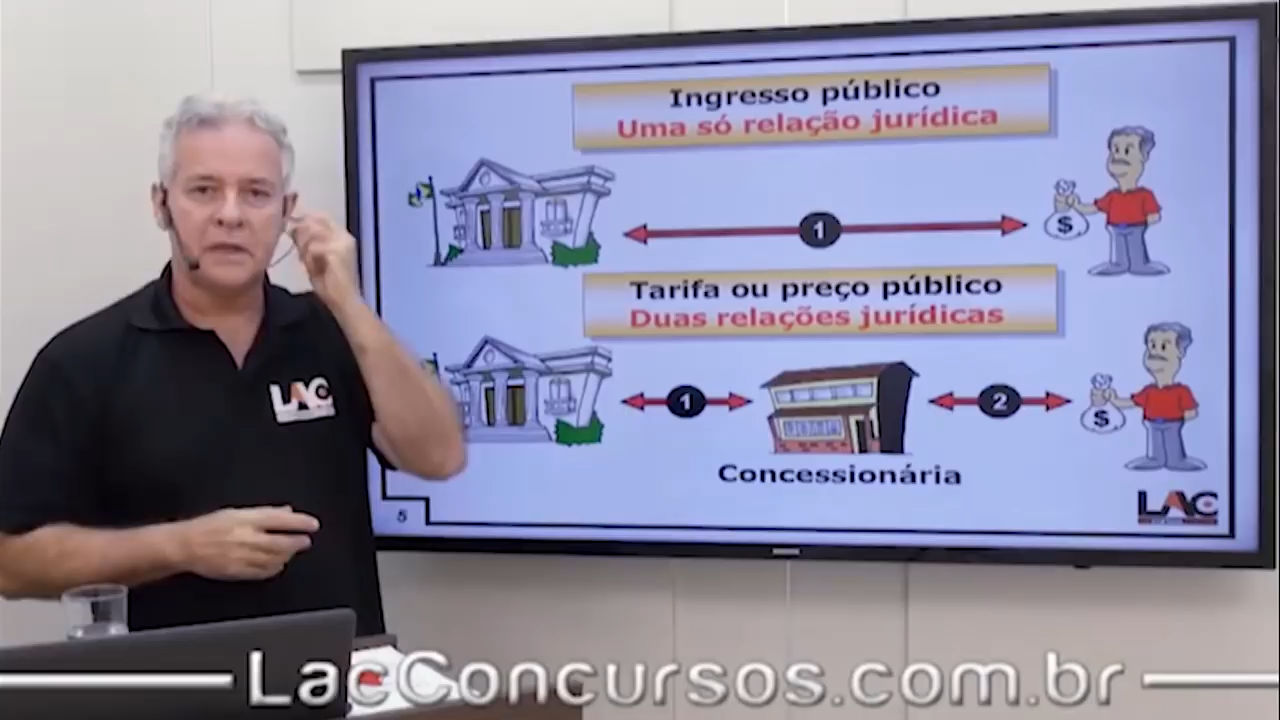 Ingresso público
Uma só relação jurídica
1
$
Tarifa ou preço público
Duas relações jurídicas
1
2
$
Concessionária
5
LAC
LAC
LacConcursos.com.br